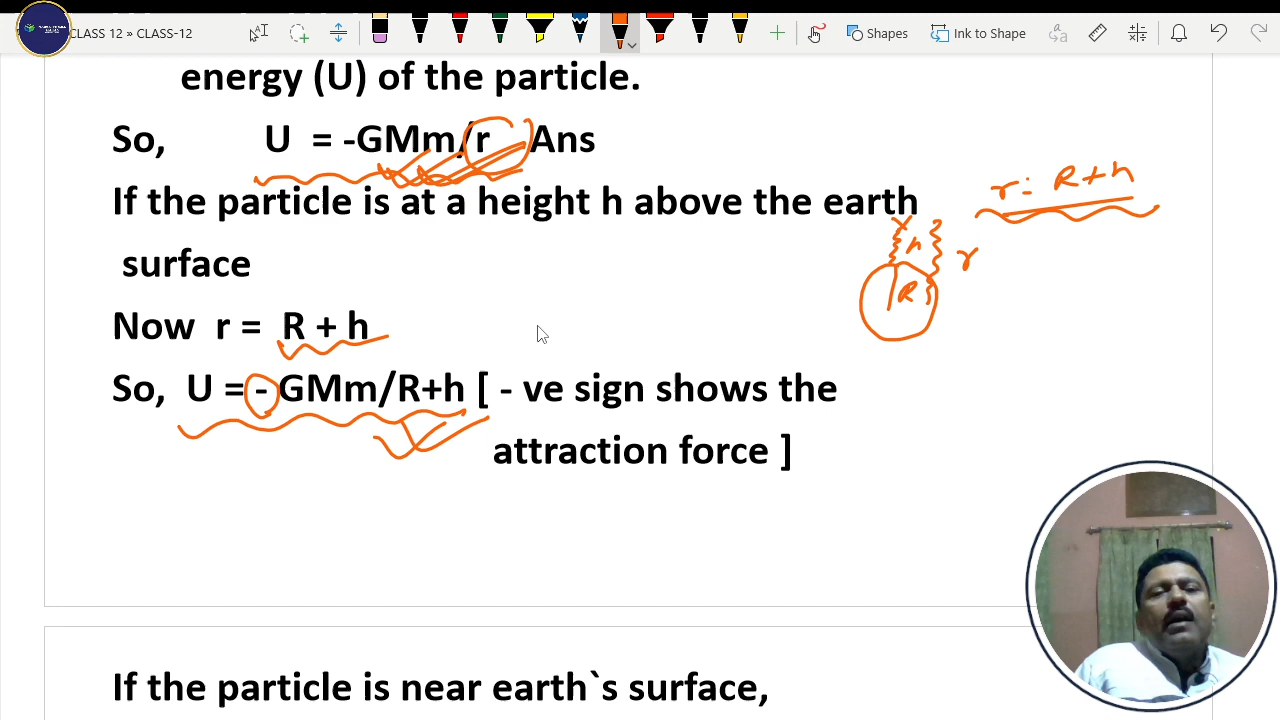 CLASS 12 » CLASS-12
Shapes
Ink to Shape
energy (U) of the particle.
So, U = -GMm/r Ans
If the particle is at a height h above the earth
r = R+h
surface
h
r
R
Now r = R + h
So, U = - GMm/R+h [ - ve sign shows the
attraction force ]
If the particle is near earth`s surface,